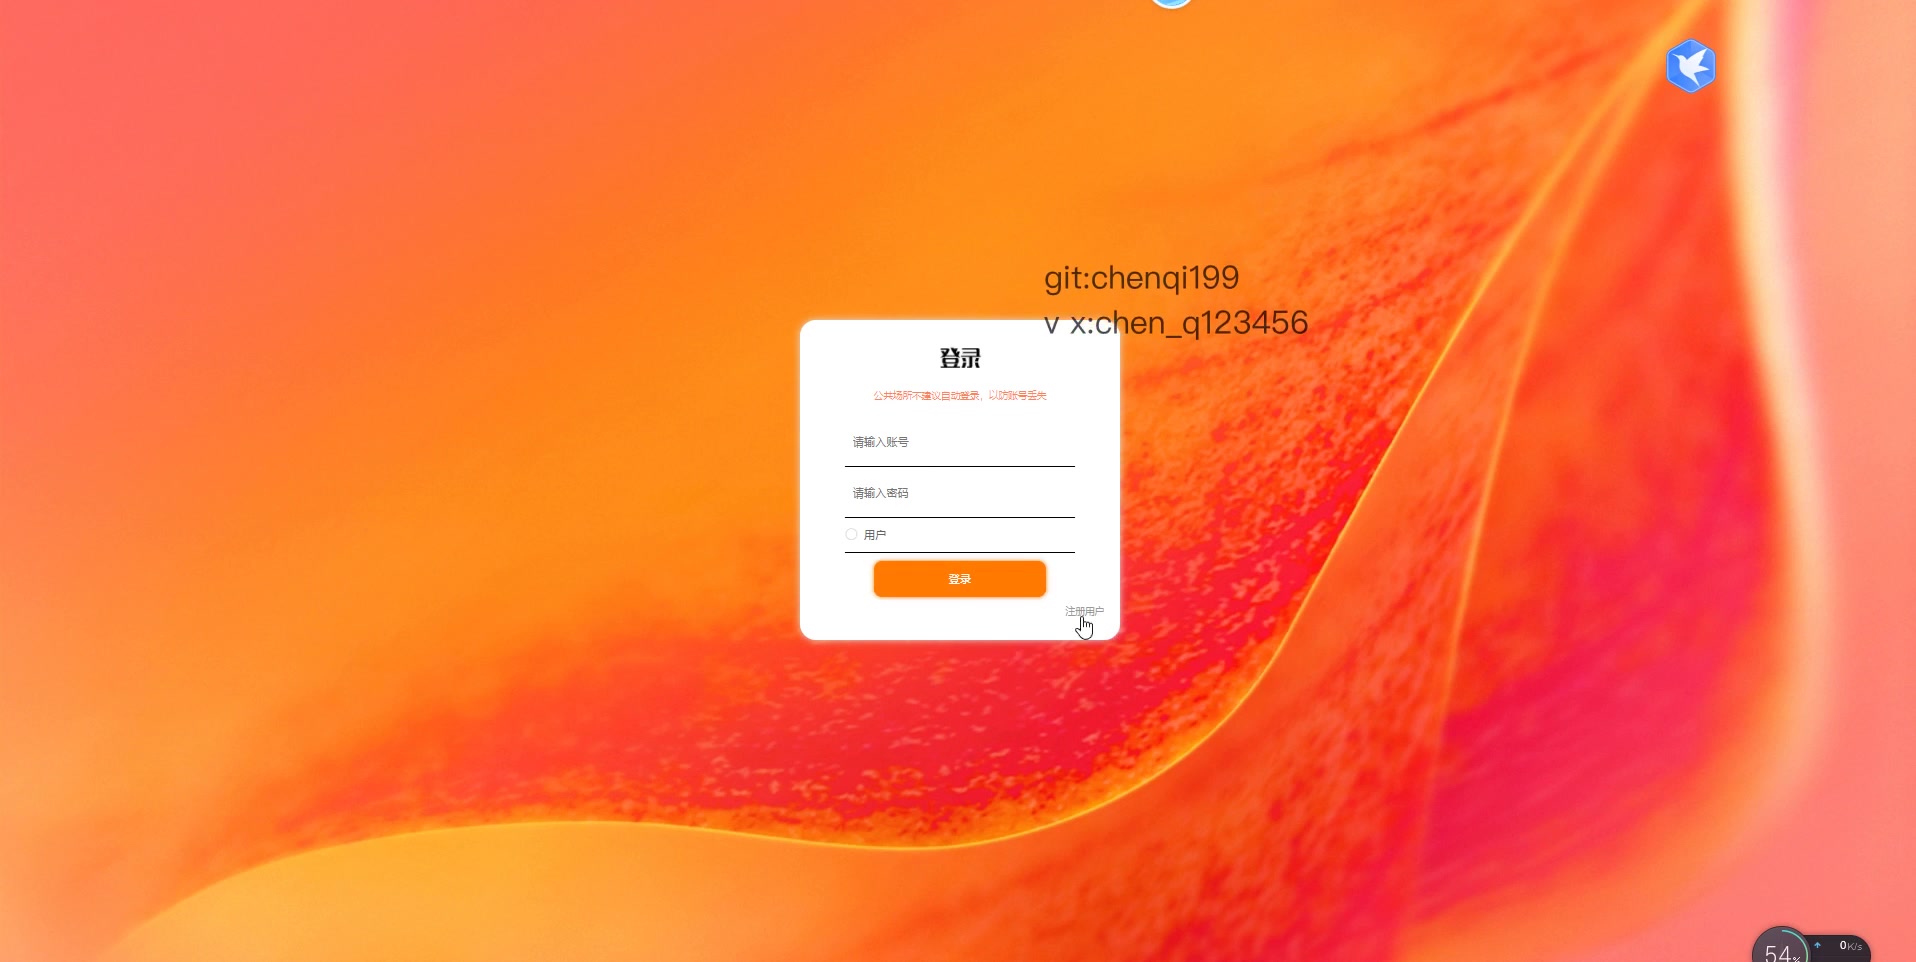 git:chenqi199
v x:chen_q123456
登录
公共场所不建议自动登录，以防账号丢失
请输入账号
请输入密码
用户
登录
注册用户
54%
0K/s